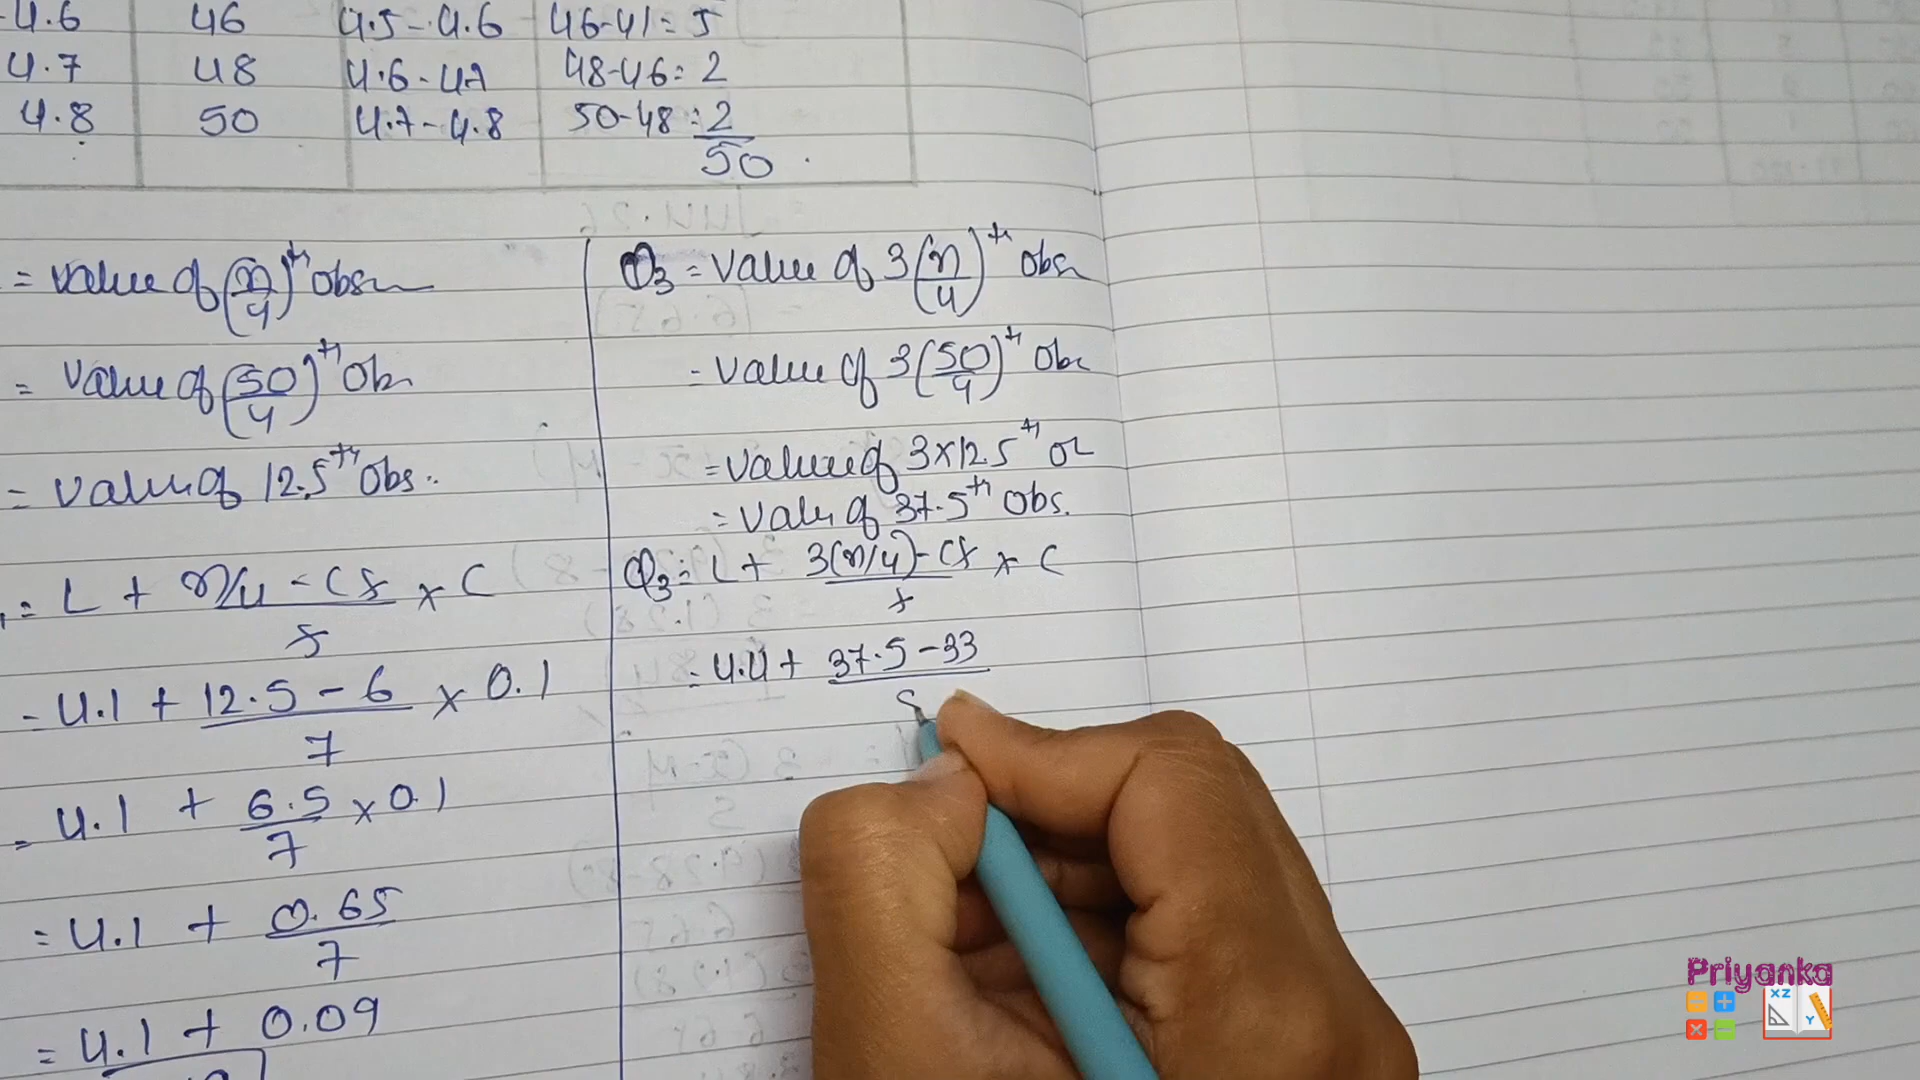 4.6 46 4.5-4.6 46-41=5
4.7 48 4.6-4.7 48-46=2
4.8 50 4.7-4.8 50-48=2
50
= value of (n/4)th Obsn
= value of (50/4)th Obs
= value of 12.5th Obs.
= L + n/4 - cf / f × C
= 4.1 + 12.5 - 6 / 7 × 0.1
= 4.1 + 6.5 / 7 × 0.1
= 4.1 + 0.65 / 7
= 4.1 + 0.09
Q3 = value of 3(n/4)th obsn
= value of 3(50/4)th Obs
= value of 3×12.5th
= value of 37.5th Obs.
Q3 = L + 3(n/4) - cf / f × C
= 4.4 + 37.5 - 33
Priyanka
XZ
Y